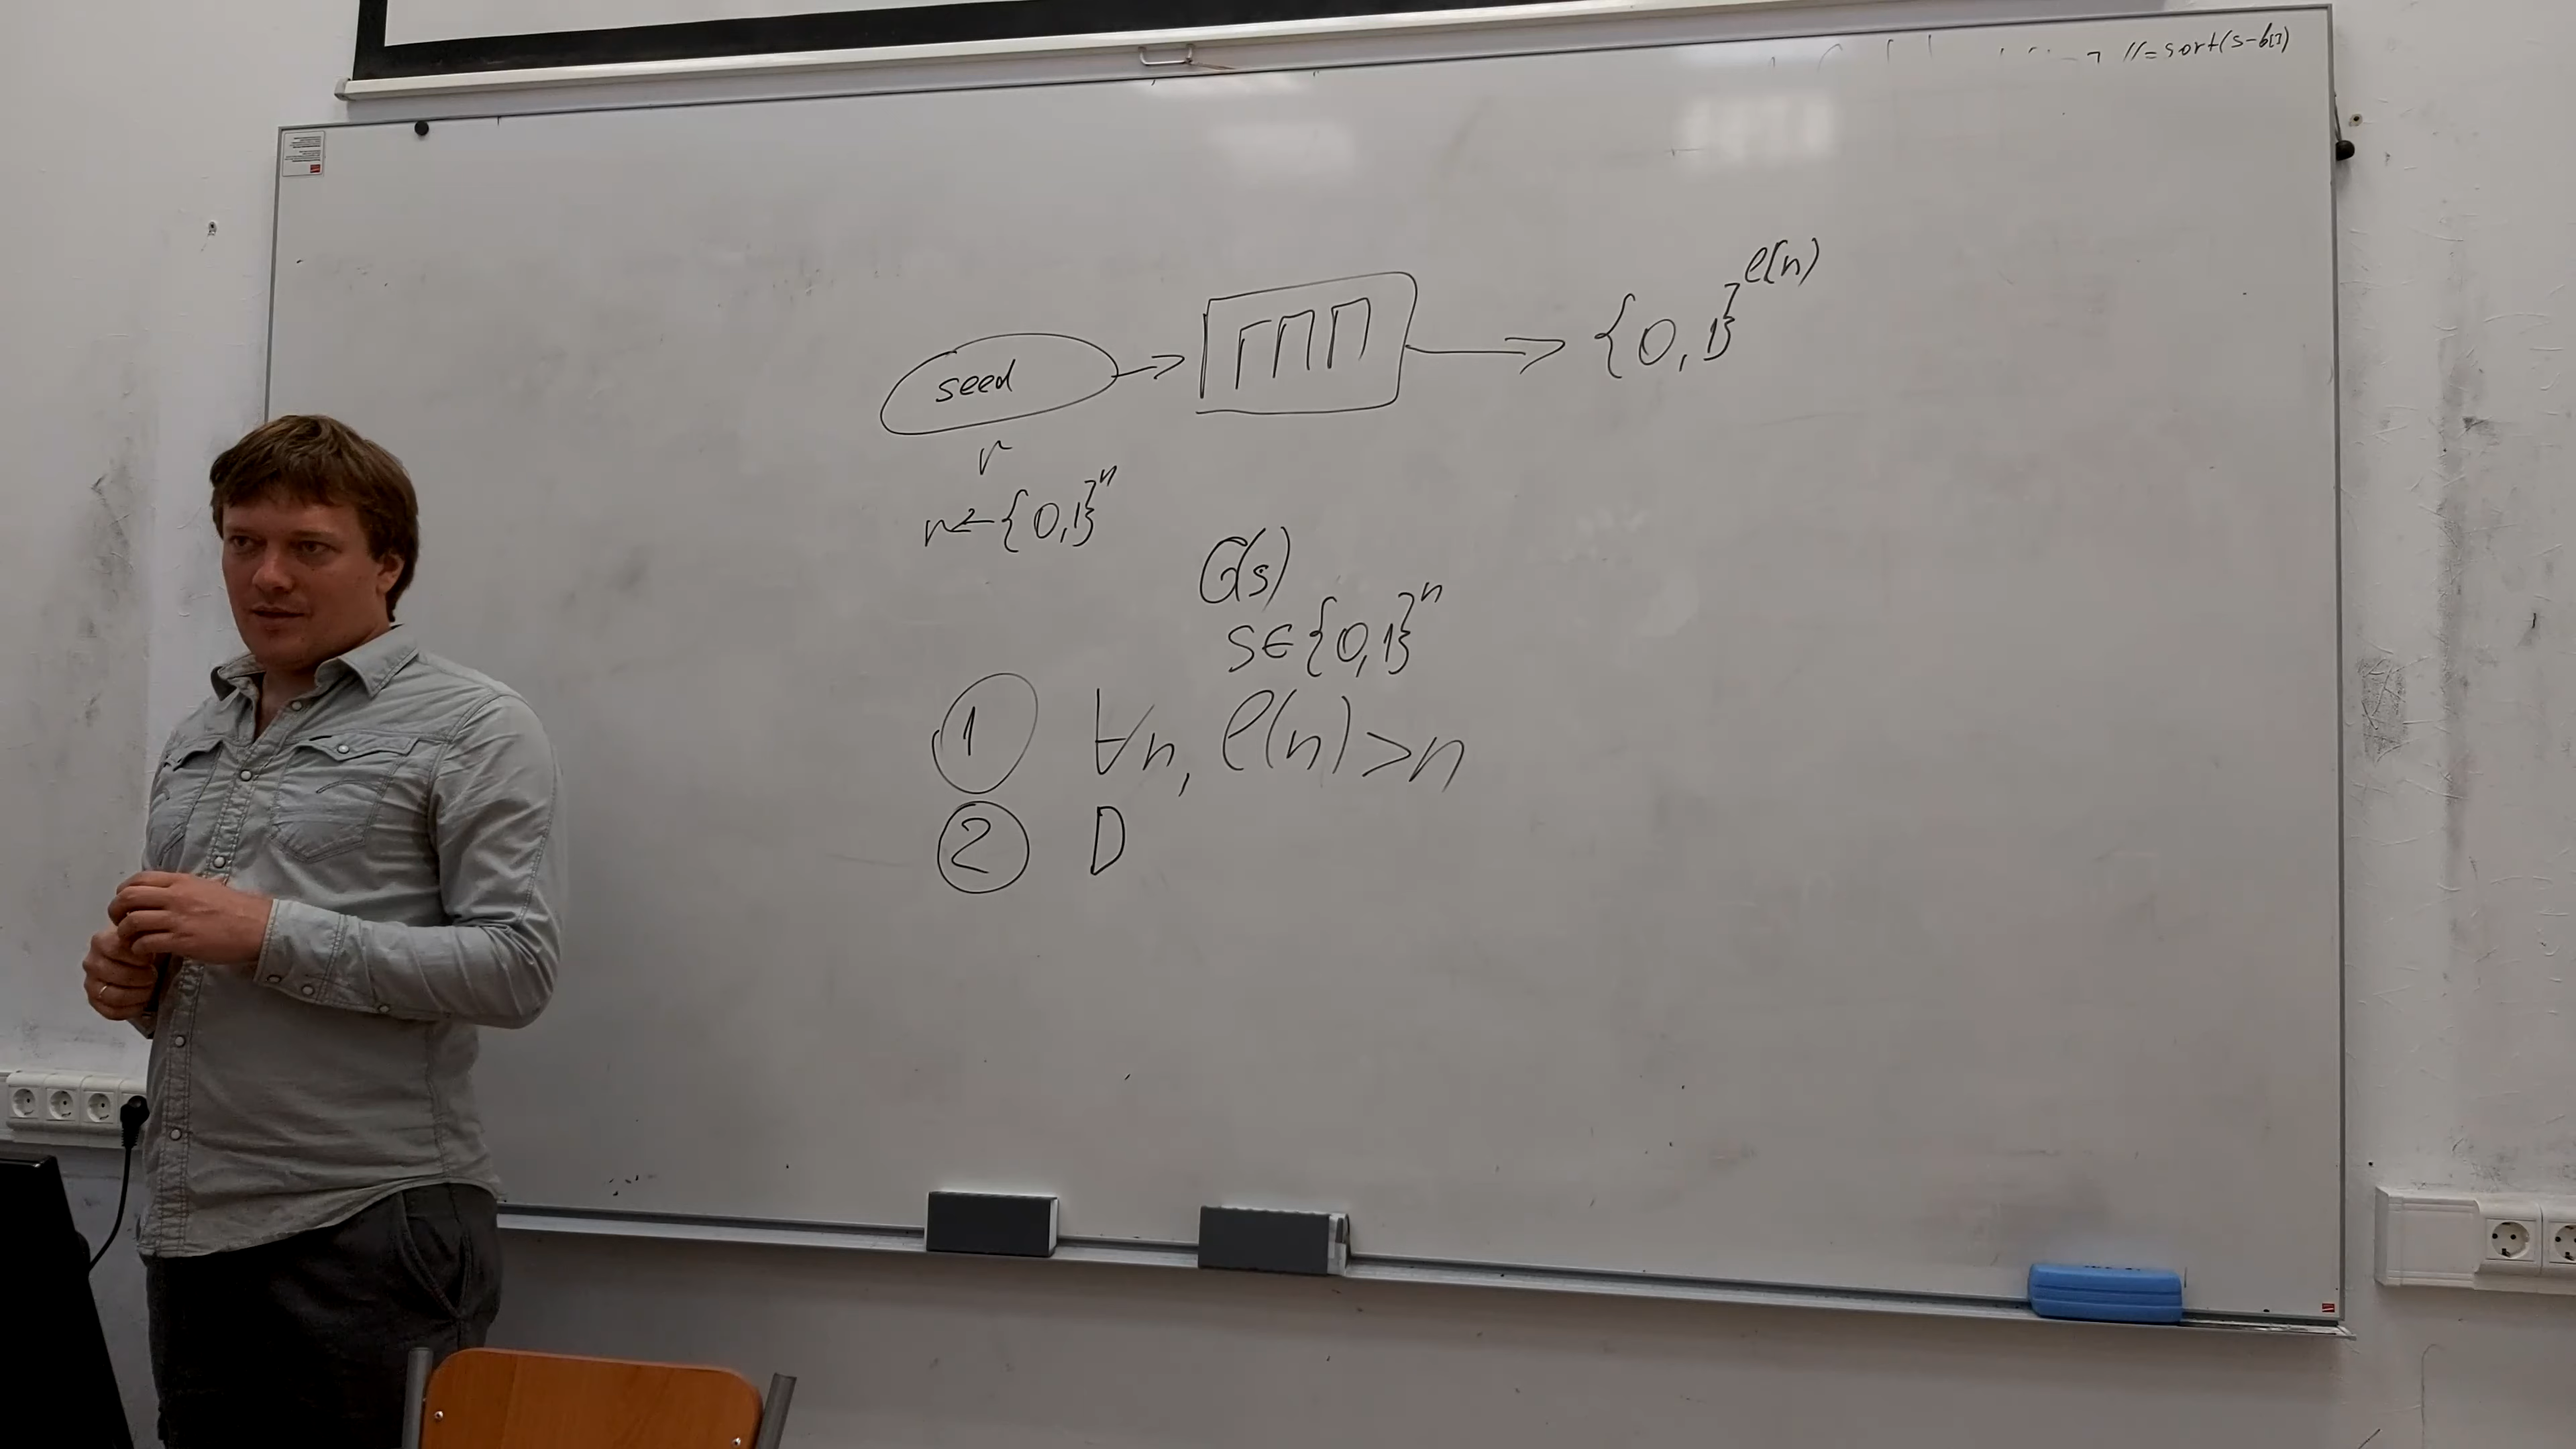 //=sort(s-b[])
seed → ГПП → {0,1}^ℓ(n)
r
r ← {0,1}^n
G(s)
s∈{0,1}^n
① ∀n, ℓ(n)>n
② D